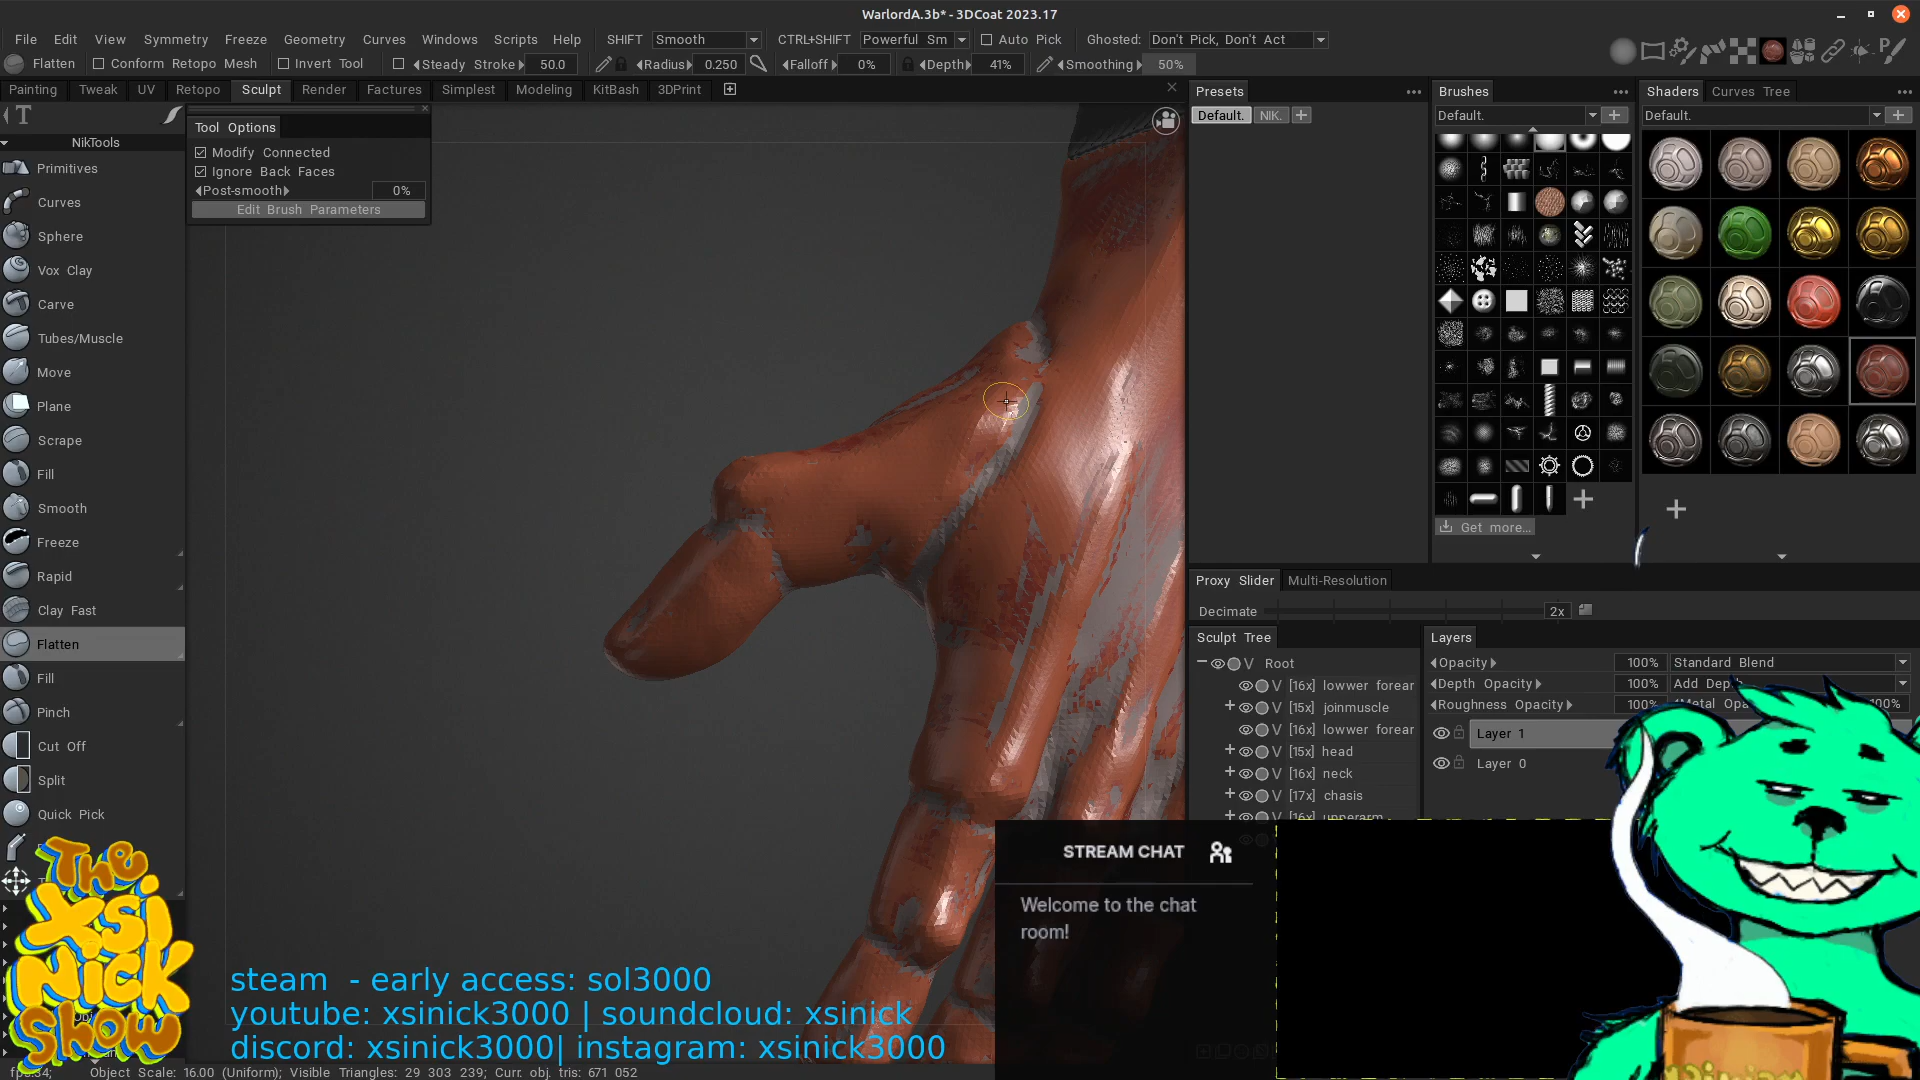 WarlordA.3b* - 3DCoat 2023.17
File Edit View Symmetry Freeze Geometry Curves Windows Scripts Help SHIFT Smooth CTRL+SHIFT Powerful Sm Auto Pick Ghosted: Don't Pick, Don't Act
Flatten Conform Retopo Mesh Invert Tool Steady Stroke 50.0 Radius 0.250 Falloff 0% Depth 41% Smoothing 50%
Painting Tweak UV Retopo Sculpt Render Factures Simplest Modeling KitBash 3DPrint
Tool Options
Modify Connected
Ignore Back Faces
Post-smooth 0%
Edit Brush Parameters
NikTools
Primitives
Curves
Sphere
Vox Clay
Carve
Tubes/Muscle
Move
Plane
Scrape
Fill
Smooth
Freeze
Rapid
Clay Fast
Flatten
Fill
Pinch
Cut Off
Split
Quick Pick
Presets
Default. NIK.
Brushes
Default.
Get more...
Shaders Curves Tree
Default.
Proxy Slider Multi-Resolution
Decimate 2x
Sculpt Tree
Root
V [16x] lowwer forear
V [15x] joinmuscle
V [16x] lowwer forear
V [15x] head
V [16x] neck
V [17x] chasis
V [16x] upperarm
Layers
Opacity 100% Standard Blend
Depth Opacity 100% Add Dep
Roughness Opacity 100% Metal Opa 100%
Layer 1
Layer 0
STREAM CHAT
Welcome to the chat
room!
The
XSI
NICK
Show
steam - early access: sol3000
youtube: xsinick3000 | soundcloud: xsinick
discord: xsinick3000| instagram: xsinick3000
fps:34; Object Scale: 16.00 (Uniform); Visible Triangles: 29 303 239; Curr. obj. tris: 671 052